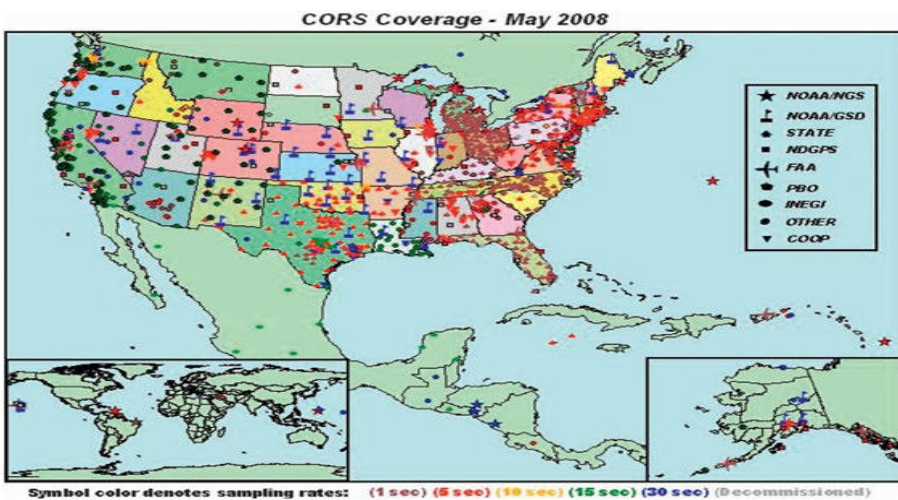 CORS Coverage - May 2008
NOAA/NGS
NOAA/GSD
STATE
NDGPS
FAA
PBO
INEGI
OTHER
COOP
Symbol color denotes sampling rates: (1 sec) (5 sec) (10 sec) (15 sec) (30 sec) (Decommissioned)